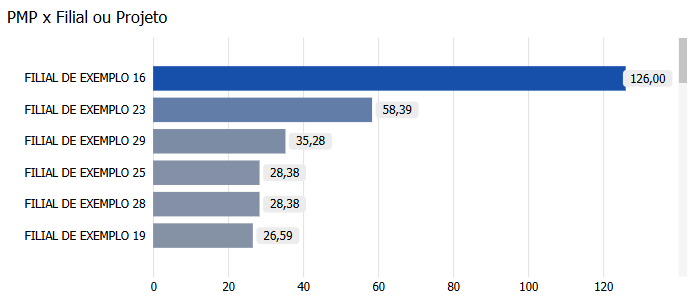 PMP x Filial ou Projeto
FILIAL DE EXEMPLO 16 126,00
FILIAL DE EXEMPLO 23 58,39
FILIAL DE EXEMPLO 29 35,28
FILIAL DE EXEMPLO 25 28,38
FILIAL DE EXEMPLO 28 28,38
FILIAL DE EXEMPLO 19 26,59
0 20 40 60 80 100 120